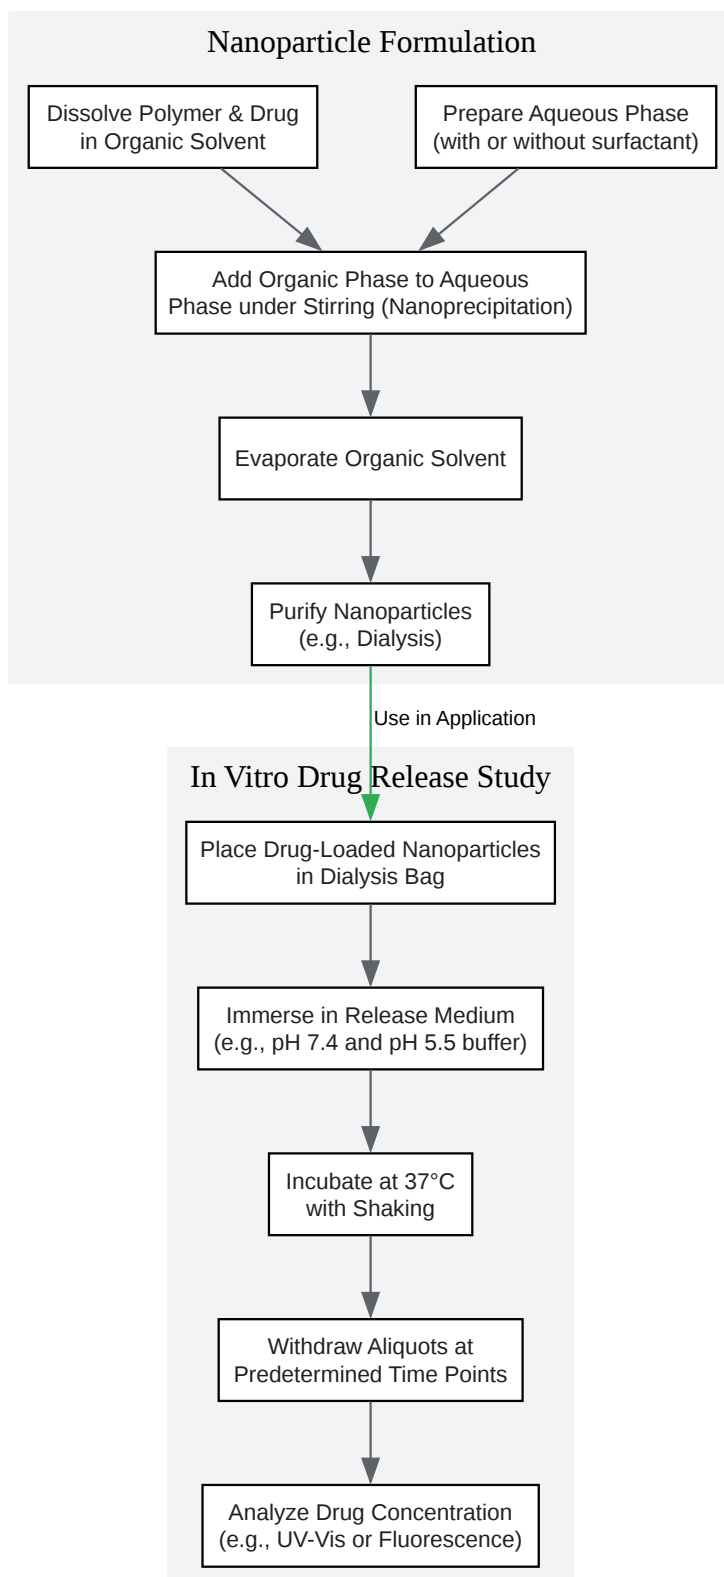 Nanoparticle Formulation
Dissolve Polymer & Drug
in Organic Solvent
Prepare Aqueous Phase
(with or without surfactant)
Add Organic Phase to Aqueous
Phase under Stirring (Nanoprecipitation)
Evaporate Organic Solvent
Purify Nanoparticles
(e.g., Dialysis)
Use in Application
In Vitro Drug Release Study
Place Drug-Loaded Nanoparticles
in Dialysis Bag
Immerse in Release Medium
(e.g., pH 7.4 and pH 5.5 buffer)
Incubate at 37°C
with Shaking
Withdraw Aliquots at
Predetermined Time Points
Analyze Drug Concentration
(e.g., UV-Vis or Fluorescence)